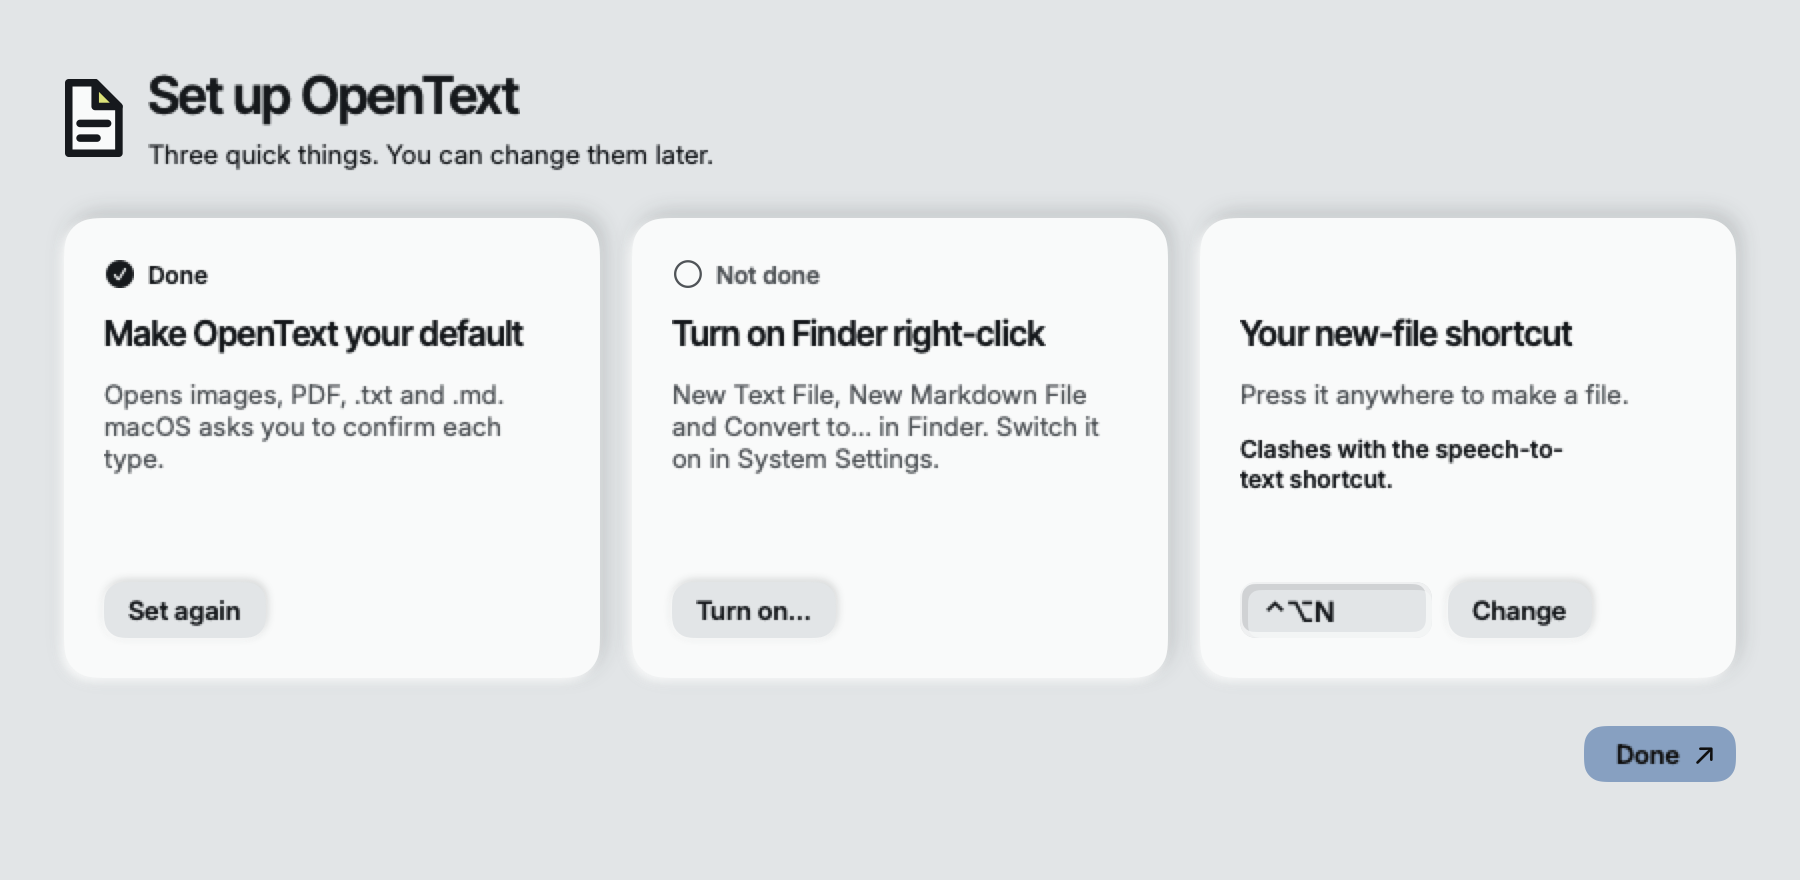 Set up OpenText
Three quick things. You can change them later.
Done
Make OpenText your default
Opens images, PDF, .txt and .md.
macOS asks you to confirm each
type.
Set again
Not done
Turn on Finder right-click
New Text File, New Markdown File
and Convert to... in Finder. Switch it
on in System Settings.
Turn on...
Your new-file shortcut
Press it anywhere to make a file.
Clashes with the speech-to-
text shortcut.
⌃⌥N
Change
Done